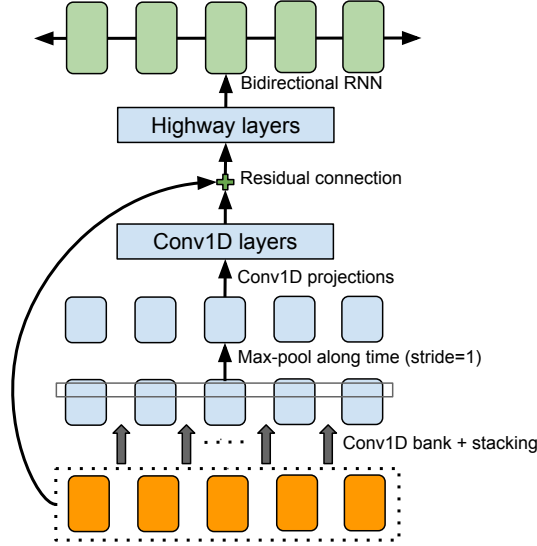 Bidirectional RNN
Highway layers
Residual connection
Conv1D layers
Conv1D projections
Max-pool along time (stride=1)
Conv1D bank + stacking